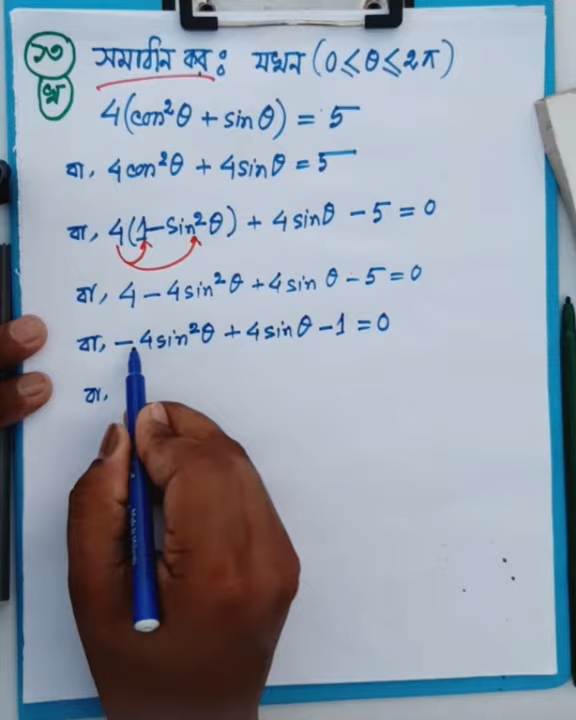 ১৩ সমাধান কর: যখন (0 ≤ θ ≤ 2π)
খ 4(cos²θ + sinθ) = 5
বা, 4cos²θ + 4sinθ = 5
বা, 4(1 - sin²θ) + 4sinθ - 5 = 0
বা, 4 - 4sin²θ + 4sinθ - 5 = 0
বা, - 4sin²θ + 4sinθ - 1 = 0
বা,